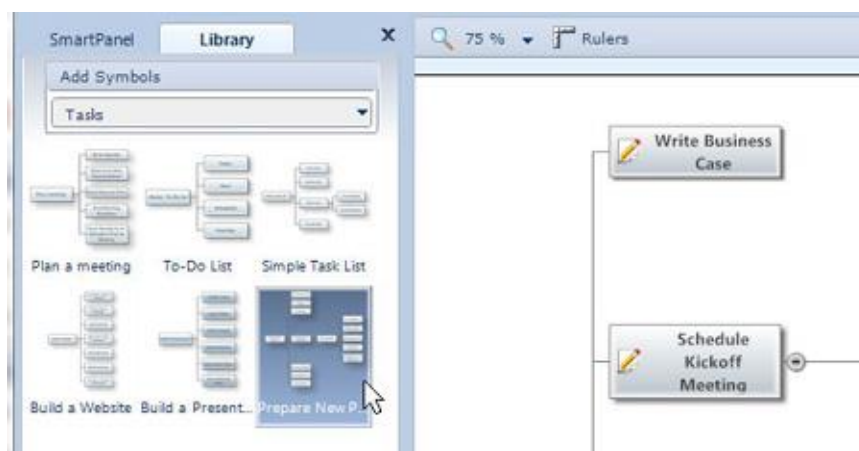 SmartPanel
Library
x
75 %
Rulers
Add Symbols
Tasks
Write Business
Case
Plan a meeting
To-Do List
Simple Task List
Schedule
Kickoff
Meeting
Build a Website
Build a Present...
Prepare New P...